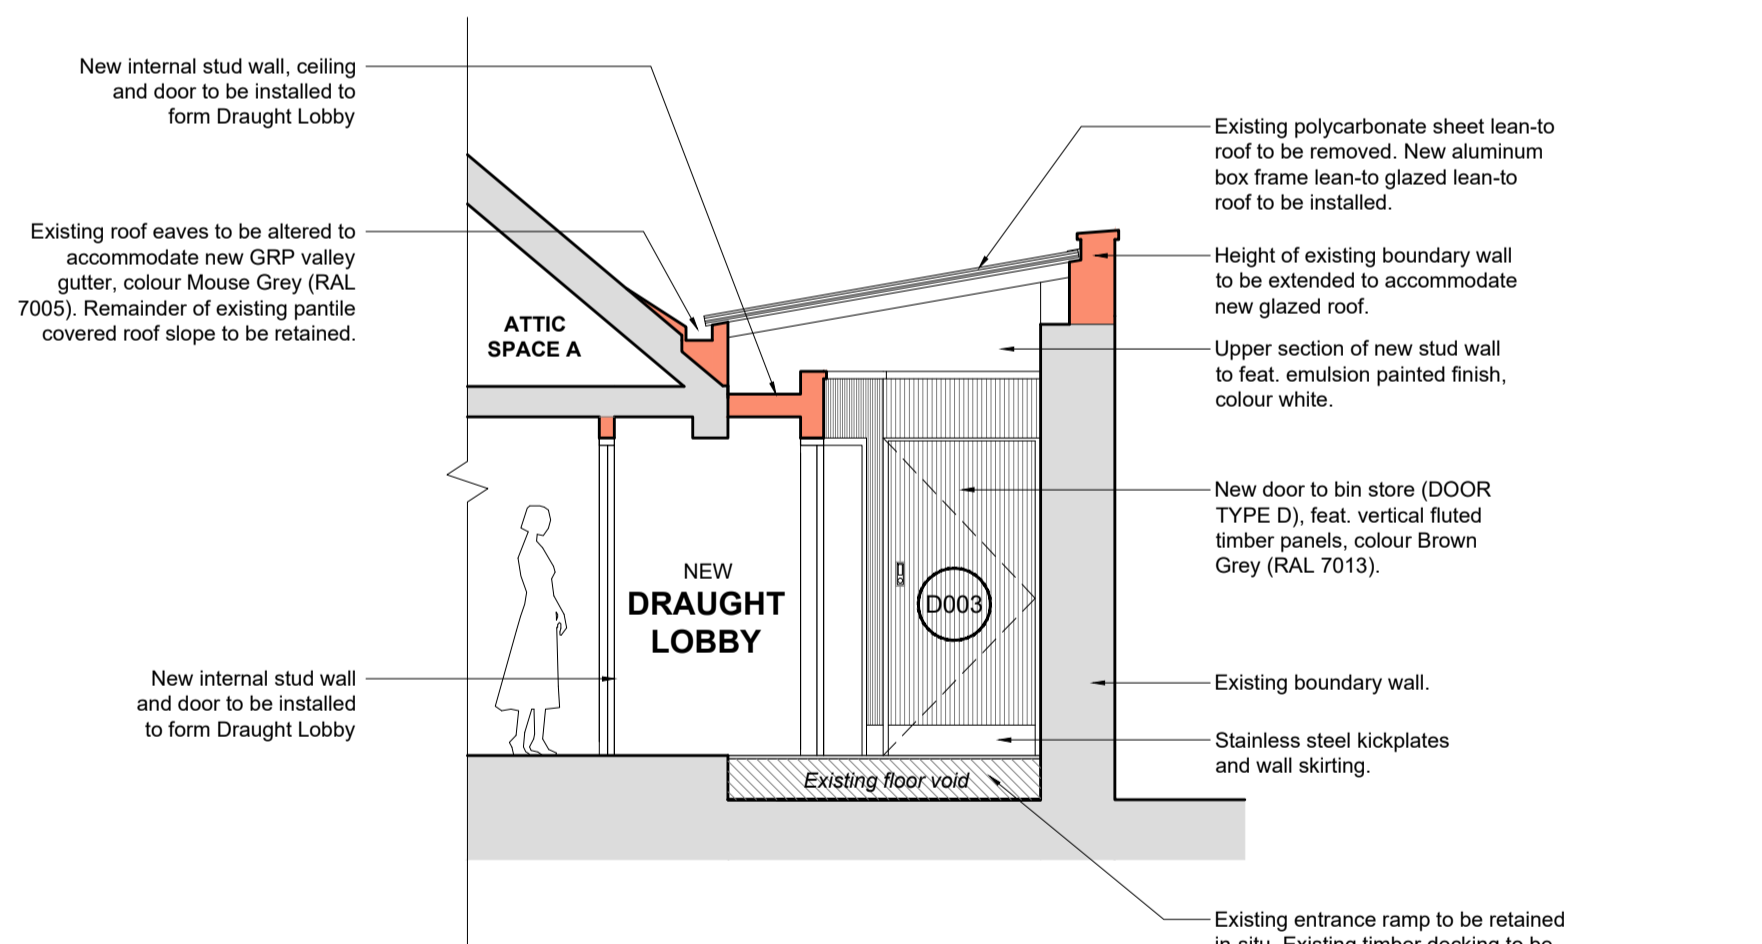 New internal stud wall, ceiling
and door to be installed to
form Draught Lobby
Existing roof eaves to be altered to
accommodate new GRP valley
gutter, colour Mouse Grey (RAL
7005). Remainder of existing pantile
covered roof slope to be retained.
New internal stud wall
and door to be installed
to form Draught Lobby
ATTIC
SPACE A
NEW
DRAUGHT
LOBBY
D003
Existing floor void
Existing polycarbonate sheet lean-to
roof to be removed. New aluminum
box frame lean-to glazed lean-to
roof to be installed.
Height of existing boundary wall
to be extended to accommodate
new glazed roof.
Upper section of new stud wall
to feat. emulsion painted finish,
colour white.
New door to bin store (DOOR
TYPE D), feat. vertical fluted
timber panels, colour Brown
Grey (RAL 7013).
Existing boundary wall.
Stainless steel kickplates
and wall skirting.
Existing entrance ramp to be retained
in-situ. Existing timber decking to be